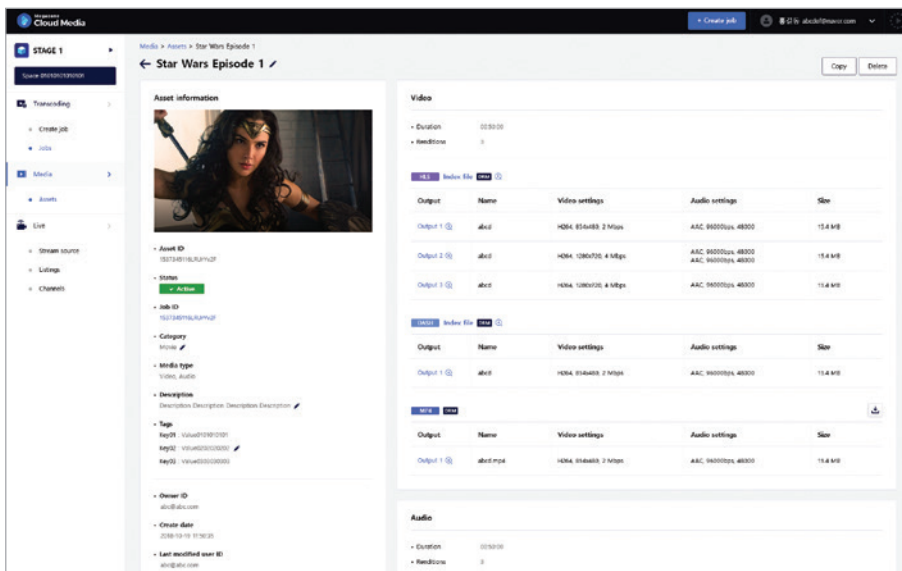 Megazone
Cloud Media
+ Create job
STAGE 1
Media > Assets > Star Wars Episode 1
← Star Wars Episode 1
Copy
Delete
Transcoding
Create job
Jobs
Media
Assets
Live
Stream source
Listings
Channels
Asset information
• Asset ID
• Status
✓ Active
• Job ID
• Category
Movie
• Media type
Video, Audio
• Description
Description Description Description Description
• Tags
Key01 : Value0101010101
Key02 : Value0202020202
Key03 : Value0303030303
• Owner ID
abc@abc.com
• Create date
• Last modified user ID
abc@abc.com
Video
• Duration 00:50:00
• Renditions 3
HLS Index file DRM
Output Name Video settings Audio settings Size
Output 1 abcd H264, 854x480, 2 Mbps AAC, 96000bps, 48000 15.4 MB
Output 2 abcd H264, 1280x720, 4 Mbps AAC, 96000bps, 48000 15.4 MB
AAC, 96000bps, 48000
Output 3 abcd H264, 1280x720, 4 Mbps AAC, 96000bps, 48000 15.4 MB
DASH Index file DRM
Output Name Video settings Audio settings Size
Output 1 abcd H264, 854x480, 2 Mbps AAC, 96000bps, 48000 15.4 MB
MP4 DRM
Output Name Video settings Audio settings Size
Output 1 abcd.mp4 H264, 854x480, 2 Mbps AAC, 96000bps, 48000 15.4 MB
Audio
• Duration 00:50:00
• Renditions 3